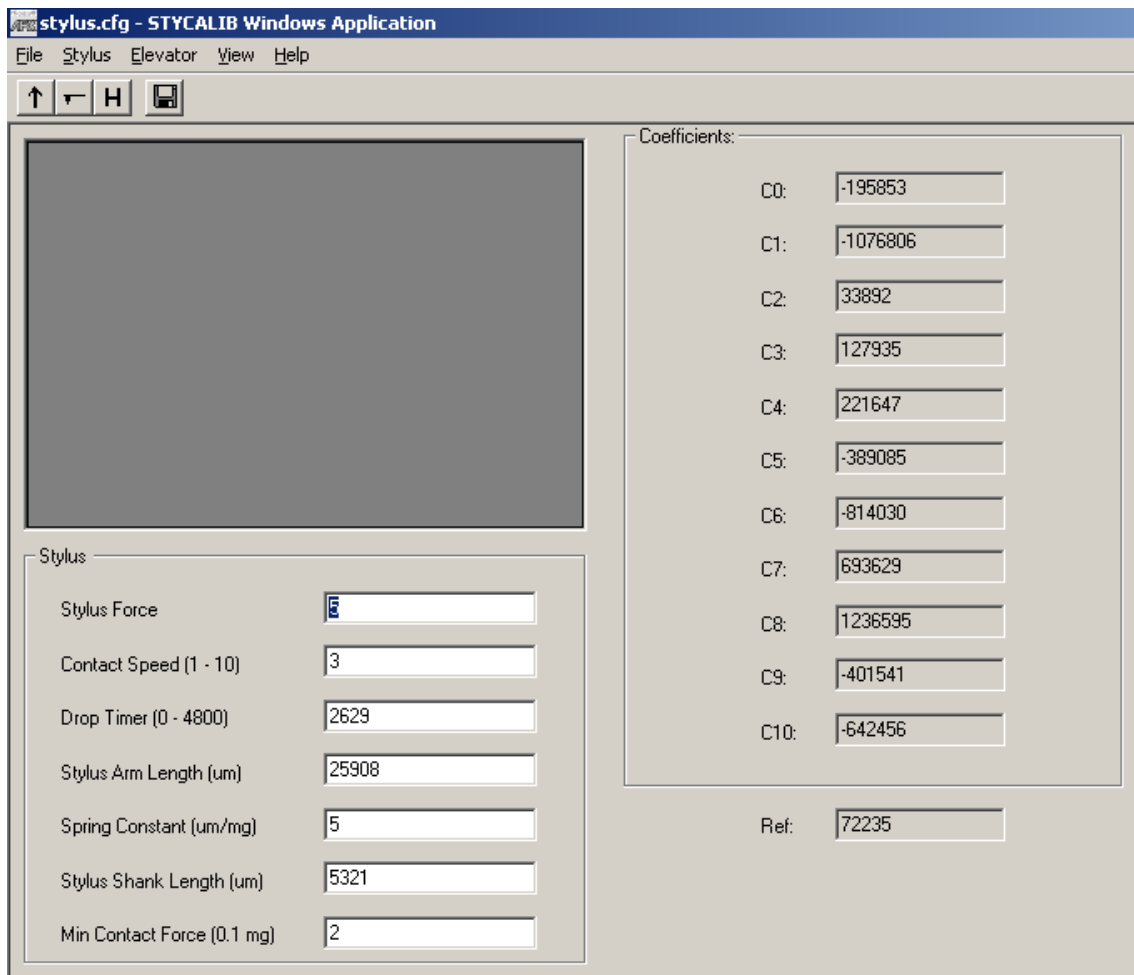 stylus.cfg - STYCALIB Windows Application
File Stylus Elevator View Help
H
Coefficients:
C0: -195853
C1: -1076806
C2: 33892
C3: 127935
C4: 221647
C5: -389085
C6: -814030
C7: 693629
C8: 1236595
C9: -401541
C10: -642456
Ref: 72235
Stylus
Stylus Force 5
Contact Speed (1 - 10) 3
Drop Timer (0 - 4800) 2629
Stylus Arm Length (um) 25908
Spring Constant (um/mg) 5
Stylus Shank Length (um) 5321
Min Contact Force (0.1 mg) 2